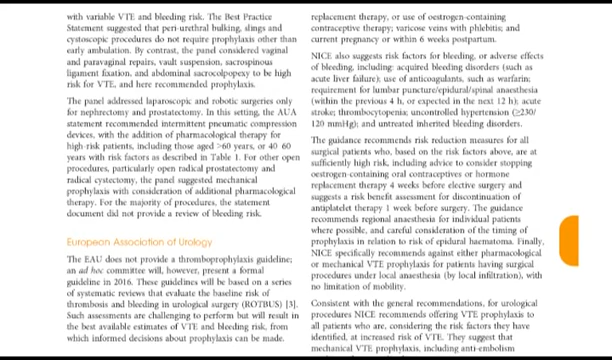 with variable VTE and bleeding risk. The Best Practice
Statement suggested that peri-urethral bulking, slings and
cystoscopic procedures do not require prophylaxis other than
early ambulation. By contrast, the panel considered vaginal
and paravaginal repairs, vault suspension, sacrospinous
ligament fixation, and abdominal sacrocolpopexy to be high
risk for VTE, and here recommended prophylaxis.
The panel addressed laparoscopic and robotic surgeries only
for nephrectomy and prostatectomy. In this setting, the AUA
statement recommended intermittent pneumatic compression
devices, with the addition of pharmacological therapy for
high-risk patients, including those aged >60 years, or 40 60
years with risk factors as described in Table 1. For other open
procedures, particularly open radical prostatectomy and
radical cystectomy, the panel suggested mechanical
prophylaxis with consideration of additional pharmacological
therapy. For the majority of procedures, the statement
document did not provide a review of bleeding risk.
European Association of Urology
The EAU does not provide a thromboprophylaxis guideline;
an ad hoc committee will, however, present a formal
guideline in 2016. These guidelines will be based on a series
of systematic reviews that evaluate the baseline risk of
thrombosis and bleeding in urological surgery (ROTBUS) [3].
Such assessments are challenging to perform but will result in
the best available estimates of VTE and bleeding risk, from
which informed decisions about prophylaxis can be made.
replacement therapy, or use of oestrogen-containing
contraceptive therapy; varicose veins with phlebitis; and
current pregnancy or within 6 weeks postpartum.
NICE also suggests risk factors for bleeding, or adverse effects
of bleeding, including: acquired bleeding disorders (such as
acute liver failure); use of anticoagulants, such as warfarin;
requirement for lumbar puncture/epidural/spinal anaesthesia
(within the previous 4 h, or expected in the next 12 h); acute
stroke; thrombocytopenia; uncontrolled hypertension (≥230/
120 mmHg); and untreated inherited bleeding disorders.
The guidance recommends risk reduction measures for all
surgical patients who, based on the risk factors above, are at
sufficiently high risk, including advice to consider stopping
oestrogen-containing oral contraceptives or hormone
replacement therapy 4 weeks before elective surgery and
suggests a risk benefit assessment for discontinuation of
antiplatelet therapy 1 week before surgery. The guidance
recommends regional anaesthesia for individual patients
where possible, and careful consideration of the timing of
prophylaxis in relation to risk of epidural haematoma. Finally,
NICE specifically recommends against either pharmacological
or mechanical VTE prophylaxis for patients having surgical
procedures under local anaesthesia (by local infiltration), with
no limitation of mobility.
Consistent with the general recommendations, for urological
procedures NICE recommends offering VTE prophylaxis to
all patients who are, considering the risk factors they have
identified, at increased risk of VTE. They suggest that
mechanical VTE prophylaxis, including anti-embolism